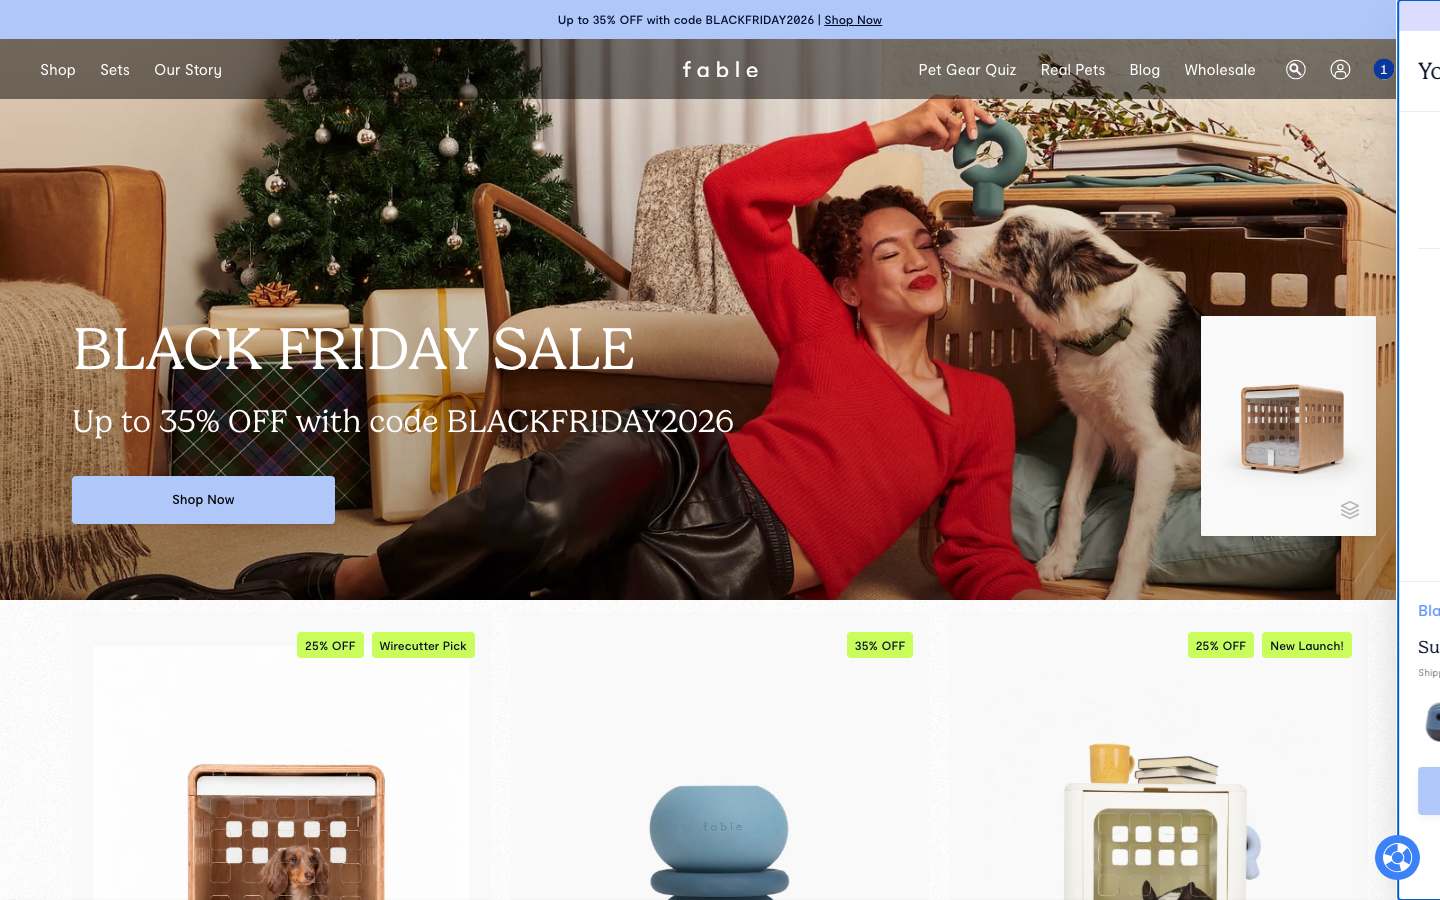 Up to 35% OFF with code BLACKFRIDAY2026 | Shop Now
Shop Sets Our Story
fable
Pet Gear Quiz Real Pets Blog Wholesale 1
BLACK FRIDAY SALE
Up to 35% OFF with code BLACKFRIDAY2026
Shop Now
25% OFF Wirecutter Pick
35% OFF
25% OFF New Launch!
fable